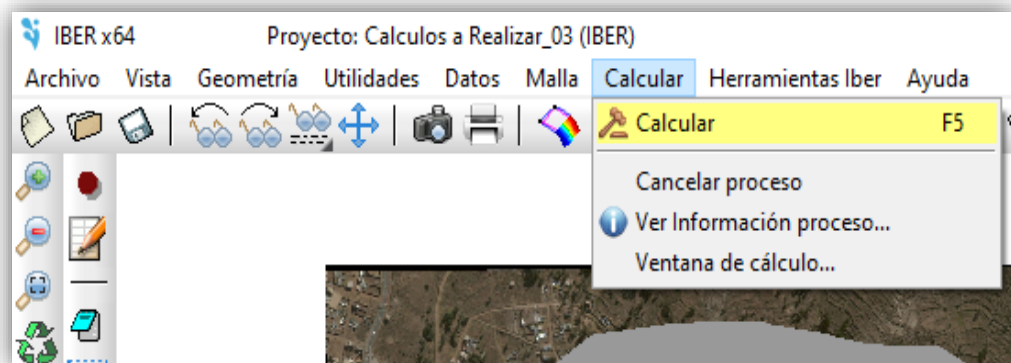 IBER x64 Proyecto: Calculos a Realizar_03 (IBER)
Archivo Vista Geometría Utilidades Datos Malla Calcular Herramientas Iber Ayuda
Calcular F5
Cancelar proceso
Ver Información proceso...
Ventana de cálculo...